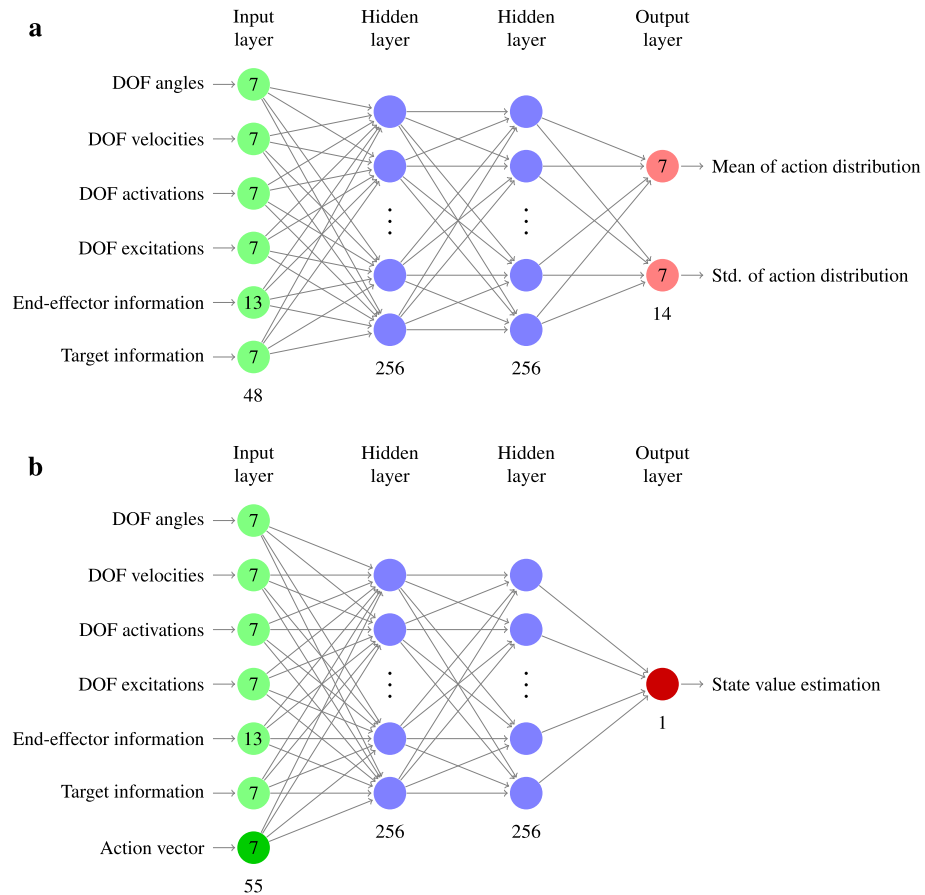 a
Input layer
Hidden layer
Hidden layer
Output layer
DOF angles
7
DOF velocities
7
DOF activations
7
DOF excitations
7
End-effector information
13
Target information
7
48
256
256
7
Mean of action distribution
7
Std. of action distribution
14
b
Input layer
Hidden layer
Hidden layer
Output layer
DOF angles
7
DOF velocities
7
DOF activations
7
DOF excitations
7
End-effector information
13
Target information
7
Action vector
7
55
256
256
State value estimation
1